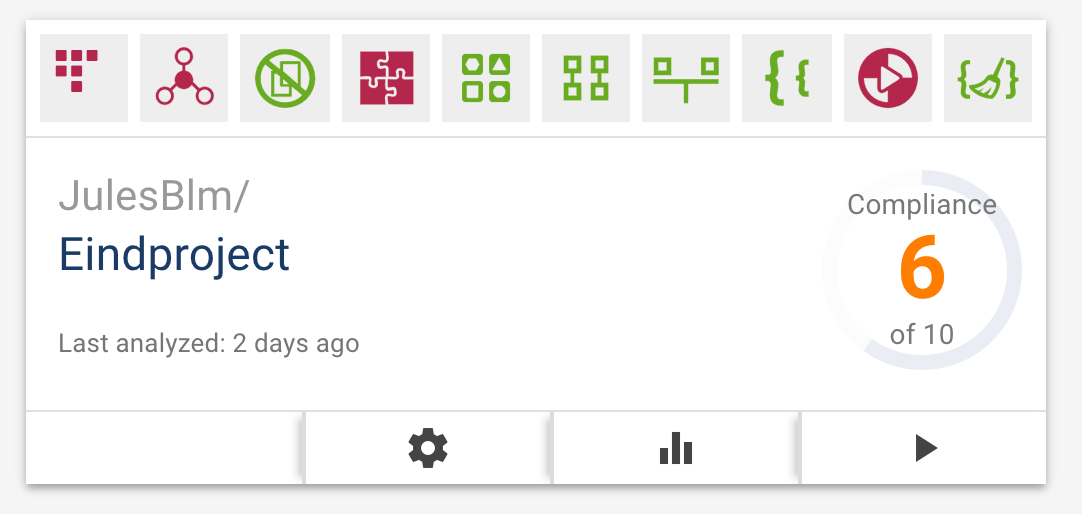 JulesBlm/
Eindproject
Last analyzed: 2 days ago
Compliance
6
of 10